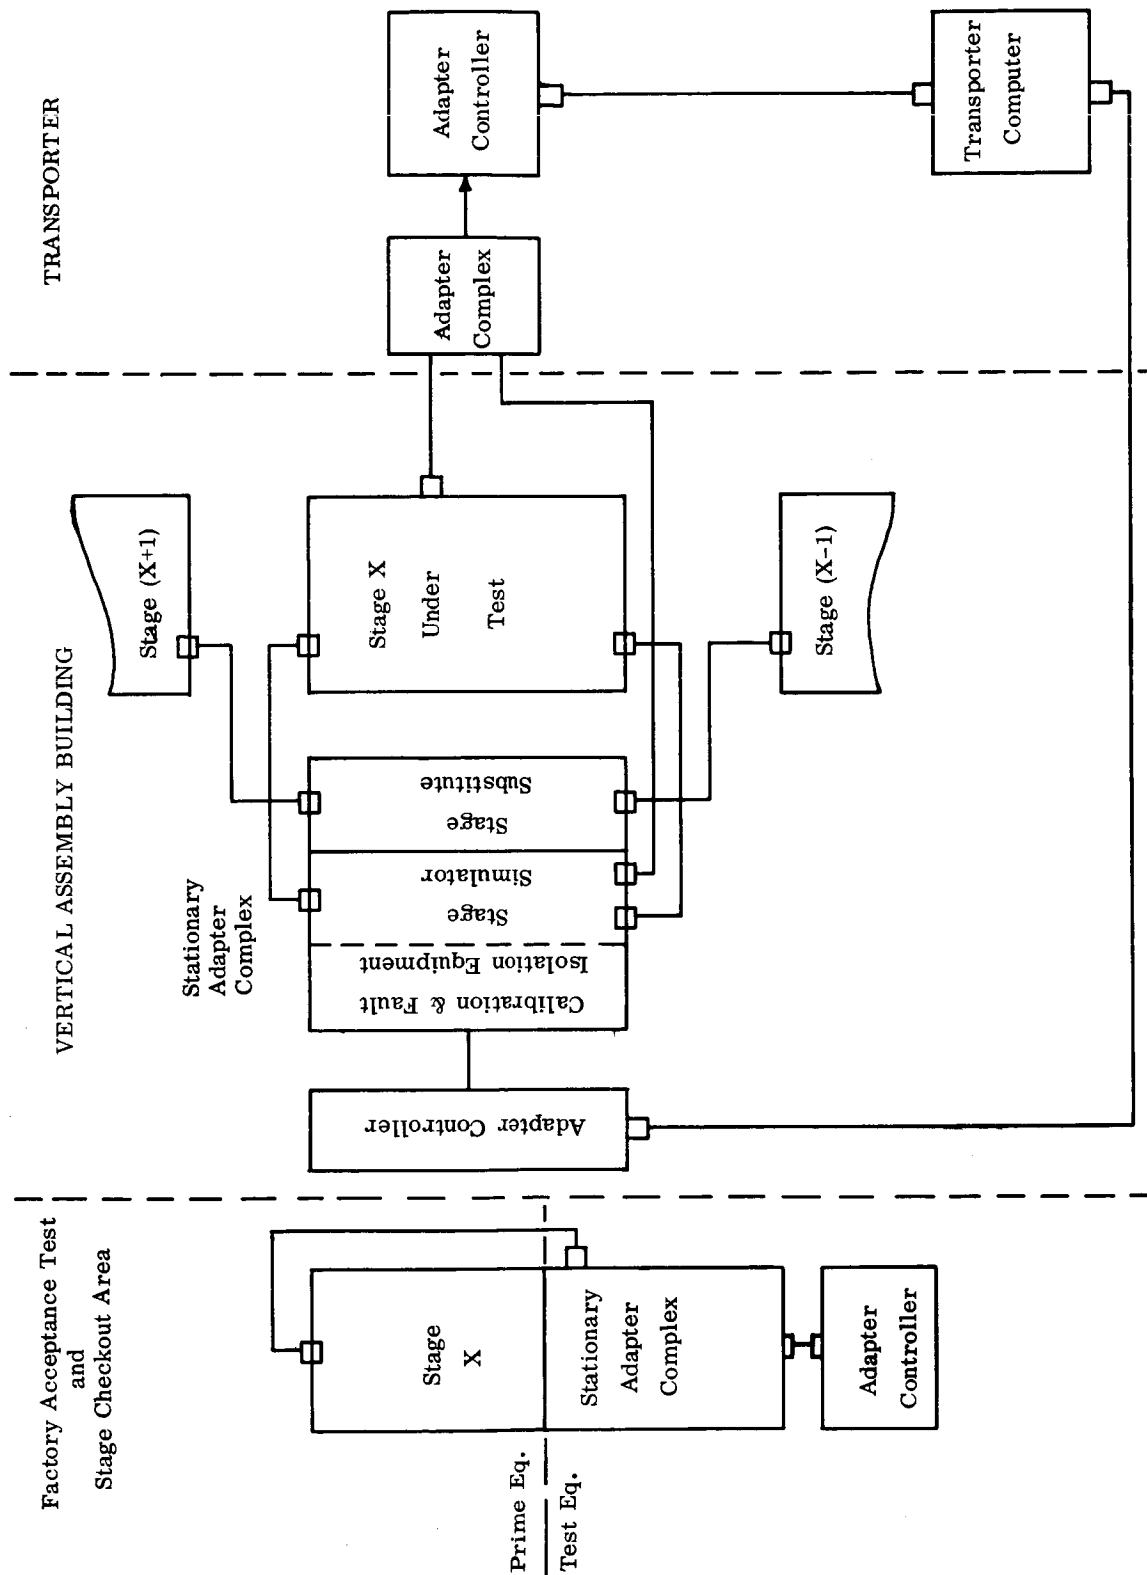 Factory Acceptance Test
and
Stage Checkout Area
Stage
X
Prime Eq.
Test Eq.
Stationary
Adapter
Complex
Adapter
Controller
VERTICAL ASSEMBLY BUILDING
Stationary
Adapter
Complex
Adapter Controller
Calibration & Fault
Isolation Equipment
Stage
Simulator
Stage
Substitute
Stage (X+1)
Stage X
Under
Test
Stage (X-1)
TRANSPORTER
Adapter
Complex
Adapter
Controller
Transporter
Computer